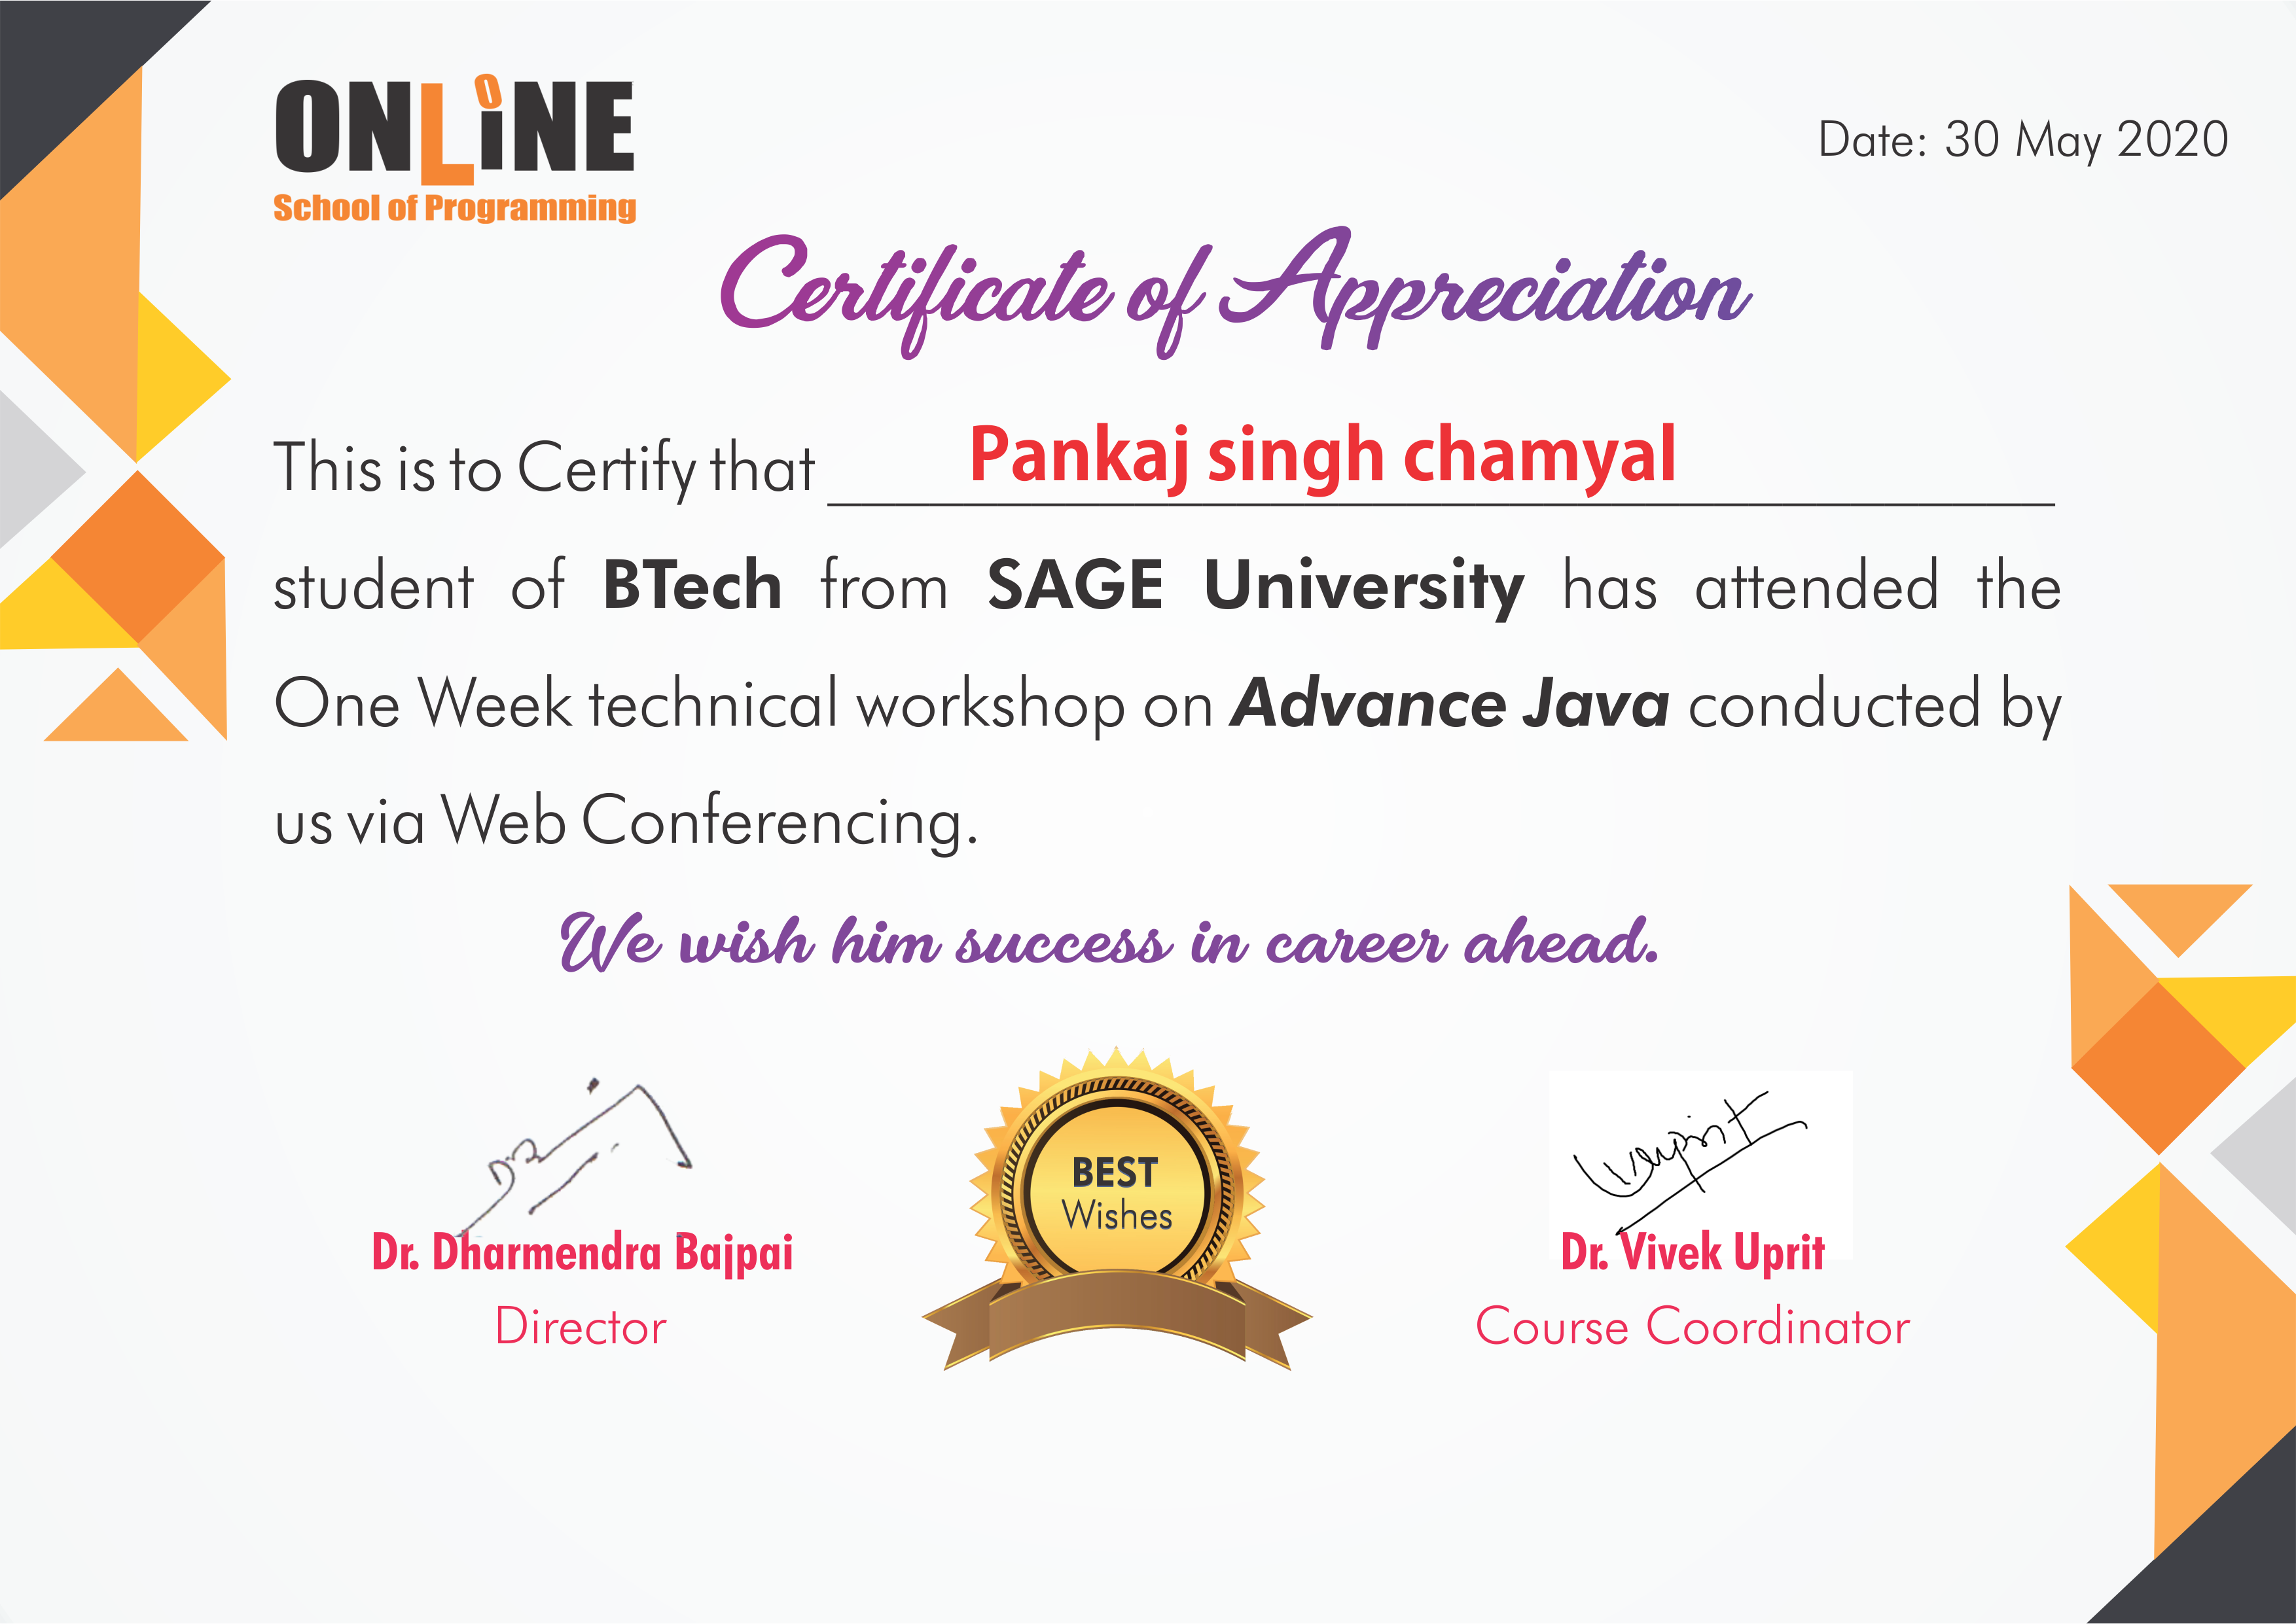 ONLiNE
School of Programming
Date: 30 May 2020
Certificate of Appreciation
This is to Certify that Pankaj singh chamyal
student of BTech from SAGE University has attended the
One Week technical workshop on Advance Java conducted by
us via Web Conferencing.
We wish him success in career ahead.
BEST
Wishes
Dr. Dharmendra Bajpai
Director
Dr. Vivek Uprit
Course Coordinator